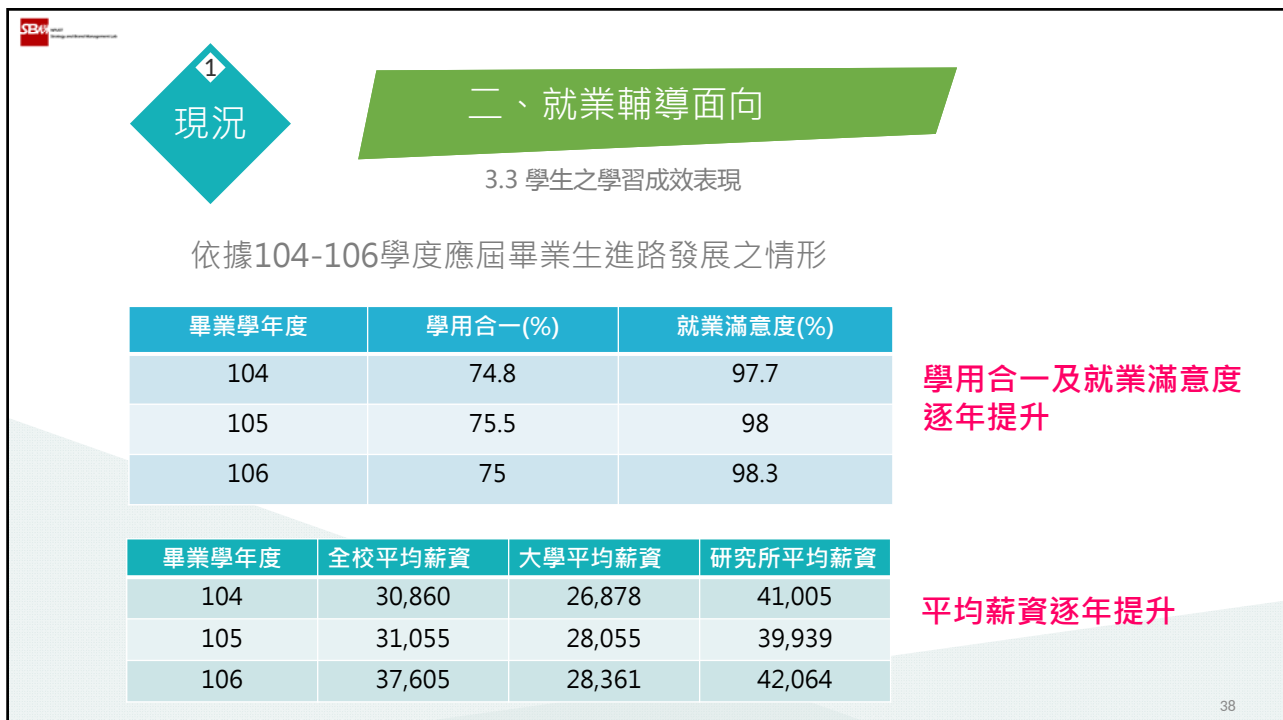 SBM NPUST
Strategy and Brand Management Lab
1
現況
二、就業輔導面向
3.3 學生之學習成效表現
依據104-106學度應屆畢業生進路發展之情形
畢業學年度 學用合一(%) 就業滿意度(%)
104 74.8 97.7
105 75.5 98
106 75 98.3
學用合一及就業滿意度
逐年提升
畢業學年度 全校平均薪資 大學平均薪資 研究所平均薪資
104 30,860 26,878 41,005
105 31,055 28,055 39,939
106 37,605 28,361 42,064
平均薪資逐年提升
38